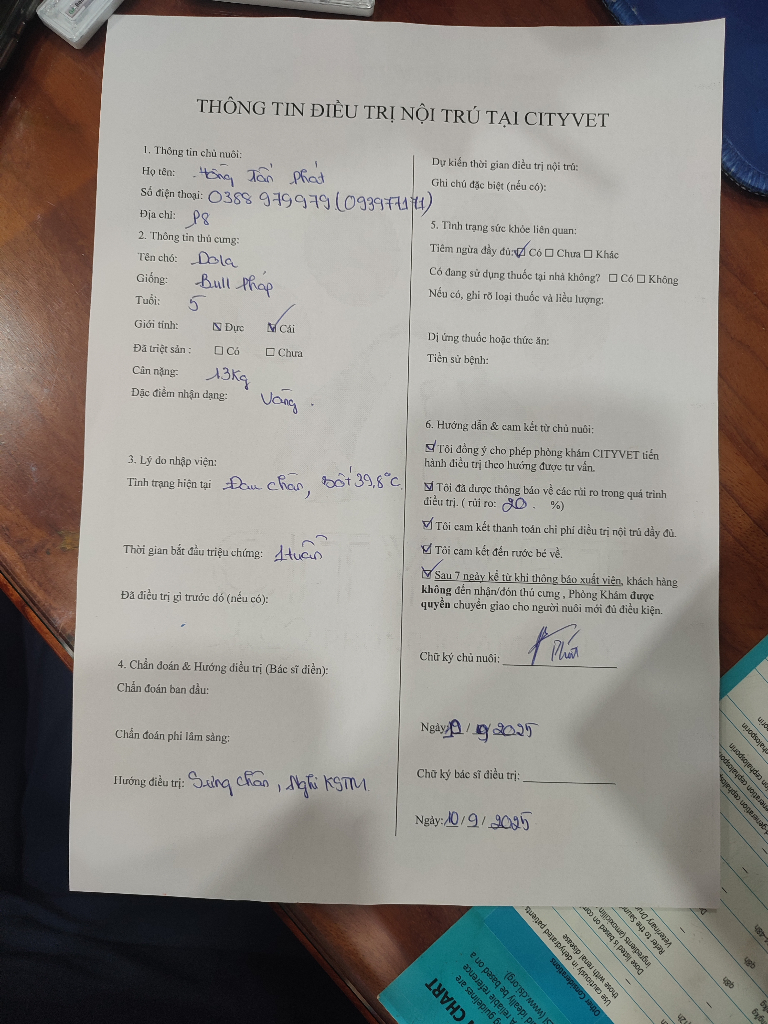 THÔNG TIN ĐIỀU TRỊ NỘI TRÚ TẠI CITYVET
1. Thông tin chủ nuôi:
Họ tên: Hồng Tấn Phát
Số điện thoại: 0388 979979 (
Địa chỉ: P8
2. Thông tin thú cưng:
Tên chó: Dola
Giống: Bull Pháp
Tuổi: 5
Giới tính: ☑ Đực ☑ Cái
Đã triệt sản : ☐ Có ☐ Chưa
Cân nặng: 13Kg
Đặc điểm nhận dạng: Vàng.
3. Lý do nhập viện:
Tình trạng hiện tại Đau chân, sốt 39,8°C.
Thời gian bắt đầu triệu chứng: 1 tuần
Đã điều trị gì trước đó (nếu có):
4. Chẩn đoán & Hướng điều trị (Bác sĩ điền):
Chẩn đoán ban đầu:
Chẩn đoán phi lâm sàng:
Hướng điều trị: Sưng chân, Nghi KSTM.
Dự kiến thời gian điều trị nội trú:
Ghi chú đặc biệt (nếu có):
5. Tình trạng sức khỏe liên quan:
Tiêm ngừa đầy đủ: ☑ Có ☐ Chưa ☐ Khác
Có đang sử dụng thuốc tại nhà không? ☐ Có ☐ Không
Nếu có, ghi rõ loại thuốc và liều lượng:
Dị ứng thuốc hoặc thức ăn:
Tiền sử bệnh:
6. Hướng dẫn & cam kết từ chủ nuôi:
☑ Tôi đồng ý cho phép phòng khám CITYVET tiến
hành điều trị theo hướng được tư vấn.
☑ Tôi đã được thông báo về các rủi ro trong quá trình
điều trị. ( rủi ro: 20 . %)
☑ Tôi cam kết thanh toán chi phí điều trị nội trú đầy đủ.
☑ Tôi cam kết đến rước bé về.
☑ Sau 7 ngày kể từ khi thông báo xuất viện, khách hàng
không đến nhận/đón thú cưng , Phòng Khám được
quyền chuyển giao cho người nuôi mới đủ điều kiện.
Chữ ký chủ nuôi: Phát
Ngày: / 9/ 2025
Chữ ký bác sĩ điều trị:
Ngày: 10 / 9 / 2025
CHART
Other Considerations
Use cautiously in dehydrated patients
those with renal disease